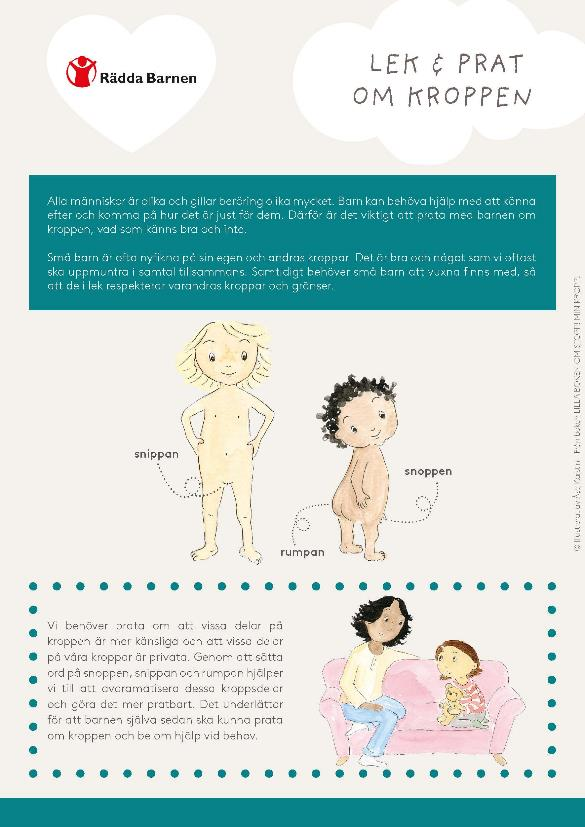 Rädda Barnen
LEK & PRAT
OM KROPPEN
Alla människor är olika och gillar beröring olika mycket. Barn kan behöva hjälp med att känna
efter och komma på hur det är just för dem. Därför är det viktigt att prata med barnen om
kroppen, vad som känns bra och inte.
Små barn är ofta nyfikna på sin egen och andras kroppar. Det är bra och något som vi oftast
ska uppmuntra i samtal tillsammans. Samtidigt behöver små barn att vuxna finns med, så
att de i lek respekterar varandras kroppar och gränser.
snippan
snoppen
rumpan
Vi behöver prata om att vissa delar på
kroppen är mer känsliga och att vissa delar
på våra kroppar är privata. Genom att sätta
ord på snoppen, snippan och rumpan hjälper
vi till att avdramatisera dessa kroppsdelar
och göra det mer pratbart. Det underlättar
för att barnen själva sedan ska kunna prata
om kroppen och be om hjälp vid behov.
LILLA BOKEN OM STOPP! MIN KROPP!